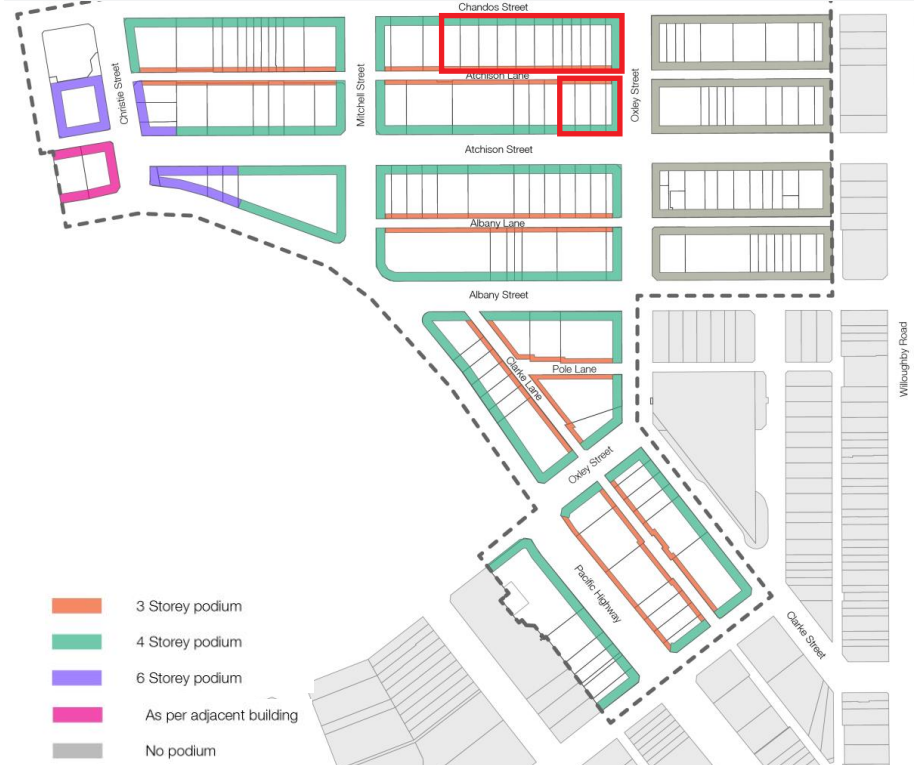 Chandos Street
Christie Street
Mitchell Street
Atchison Lane
Oxley Street
Atchison Street
Albany Lane
Albany Street
Willoughby Road
Clarke Lane
Pole Lane
Oxley Street
Pacific Highway
Clarke Street
3 Storey podium
4 Storey podium
6 Storey podium
As per adjacent building
No podium